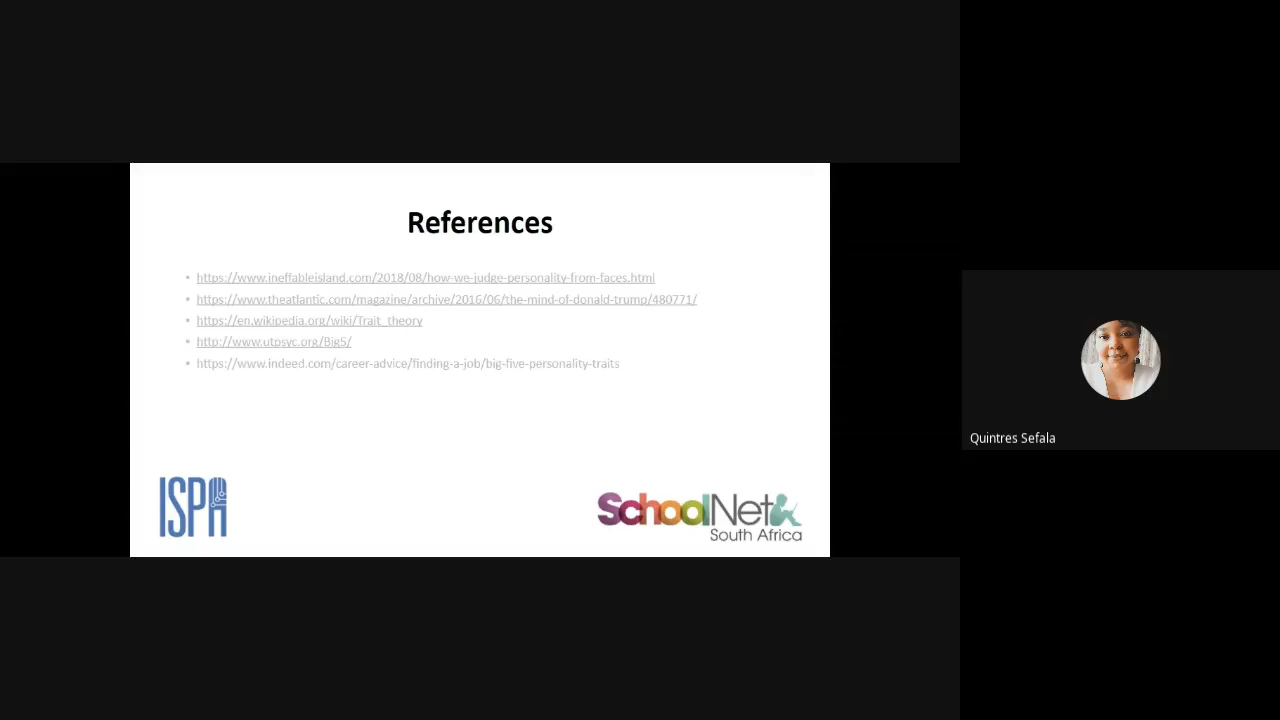 References
• https://www.ineffableisland.com/2018/08/how-we-judge-personality-from-faces.html
• https://www.theatlantic.com/magazine/archive/2016/06/the-mind-of-donald-trump/480771/
• https://en.wikipedia.org/wiki/Trait_theory
• http://www.utpsyc.org/Big5/
• https://www.indeed.com/career-advice/finding-a-job/big-five-personality-traits
Quintres Sefala
ISPA
SchoolNet
South Africa